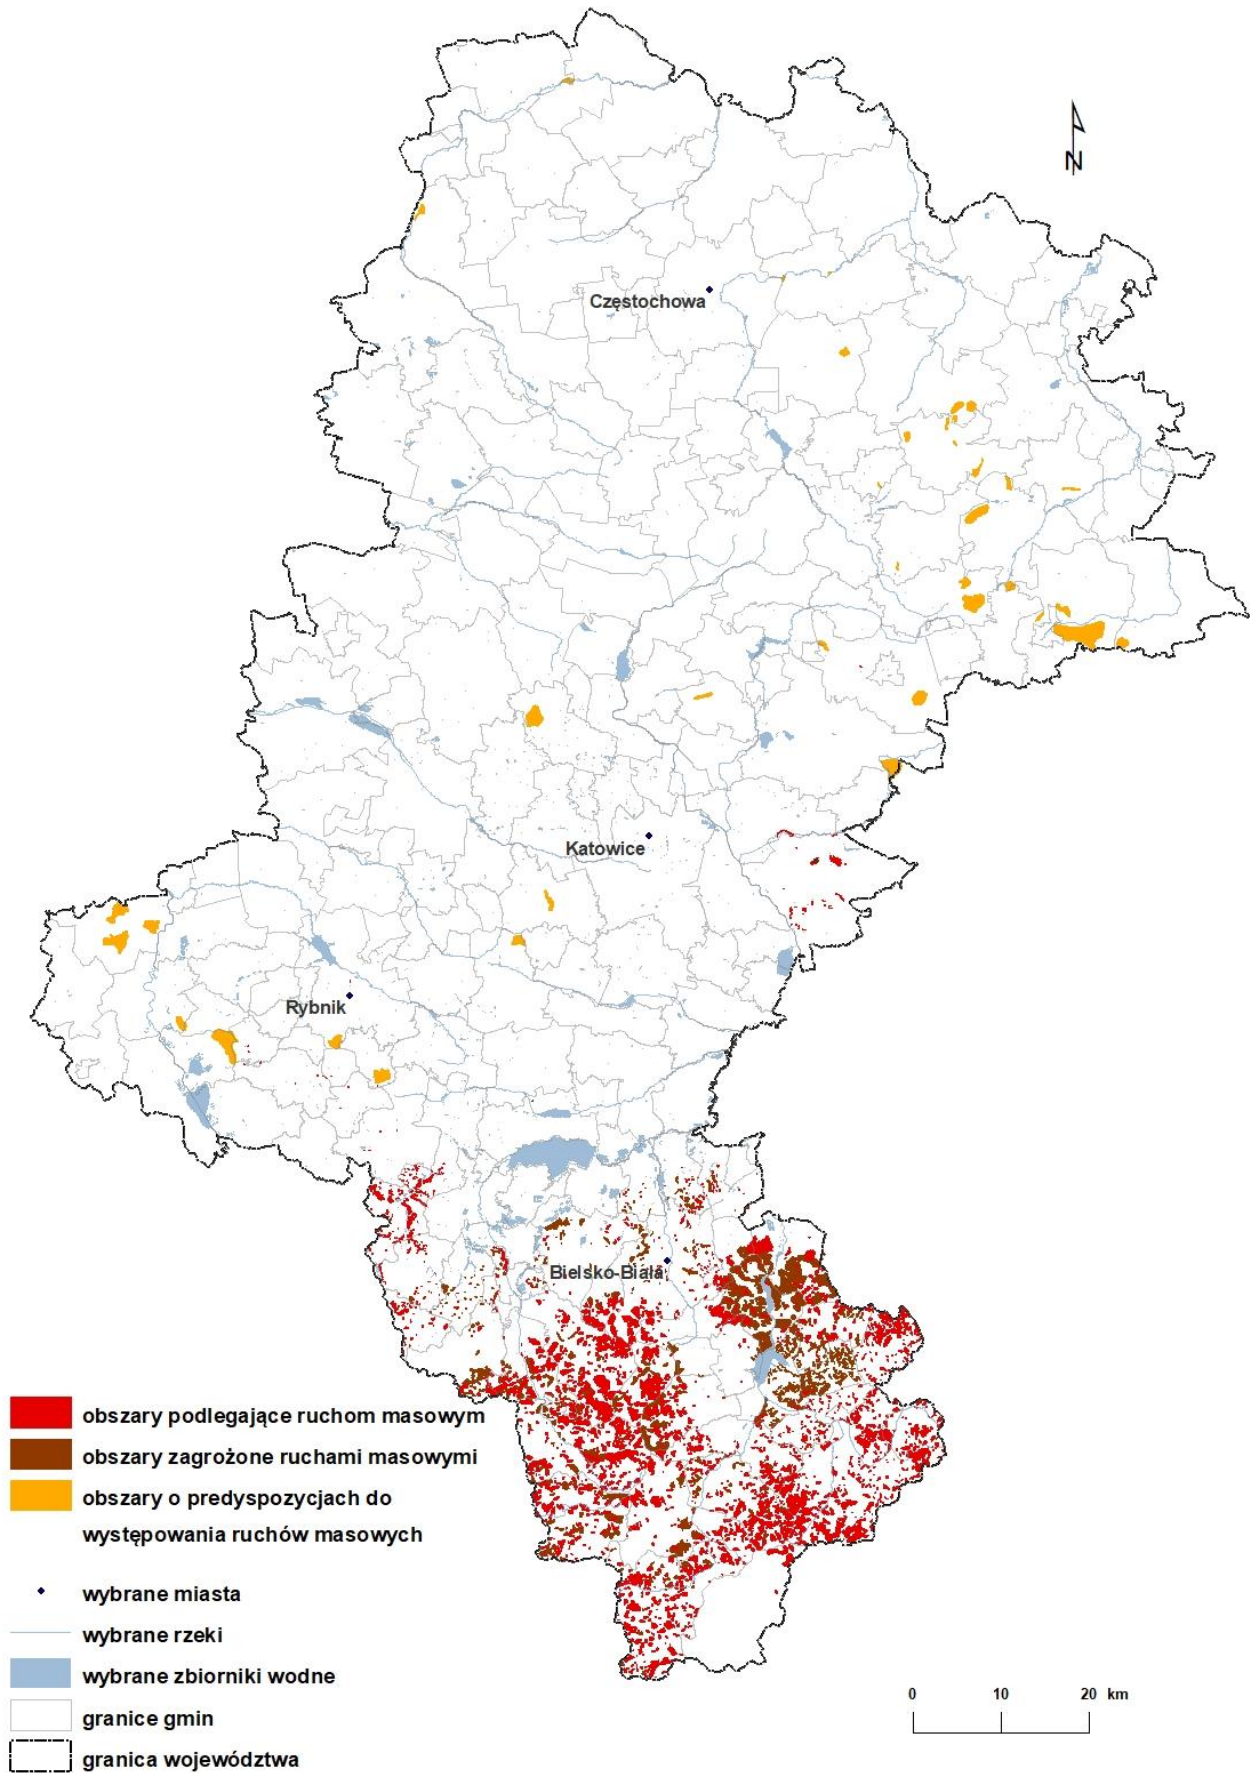 N
Częstochowa
Katowice
Rybnik
Bielsko-Biała
obszary podlegające ruchom masowym
obszary zagrożone ruchami masowymi
obszary o predyspozycjach do
występowania ruchów masowych
wybrane miasta
wybrane rzeki
wybrane zbiorniki wodne
granice gmin
granica województwa
0 10 20 km